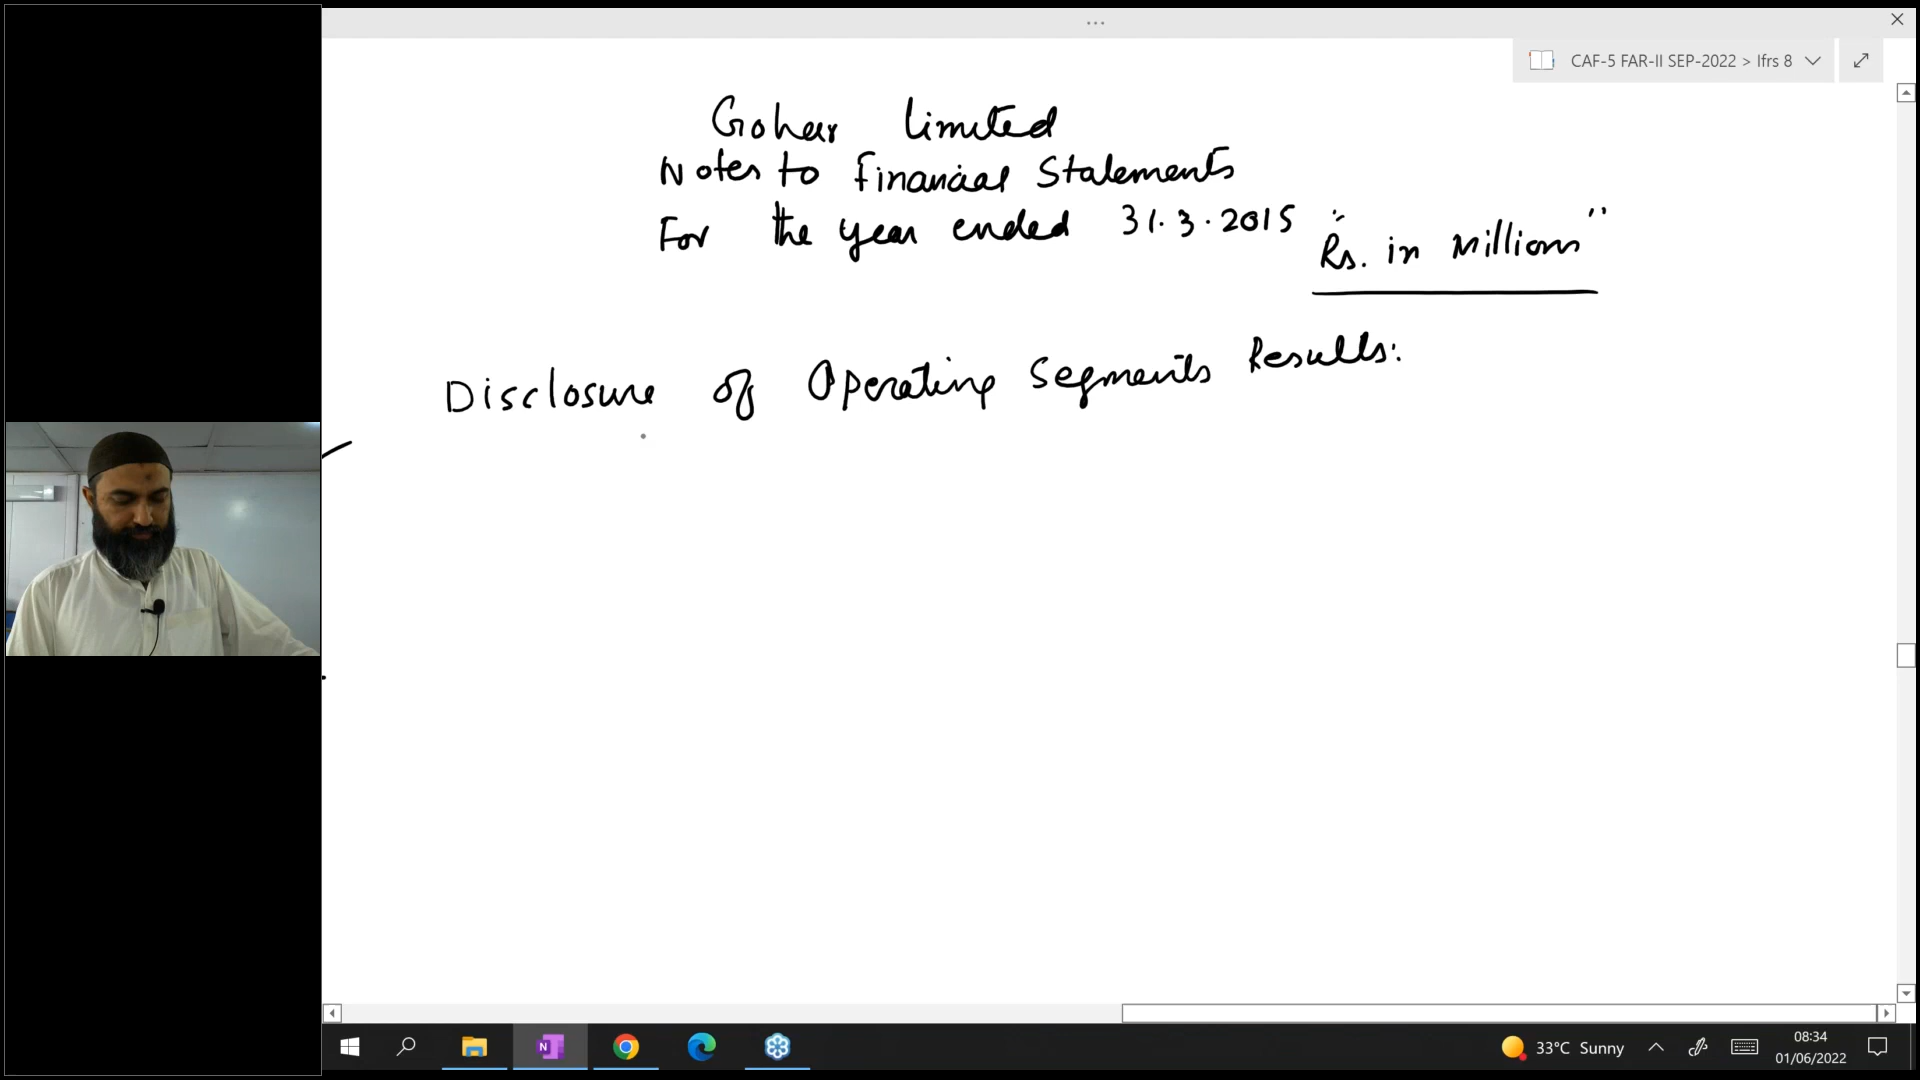 CAF-5 FAR-II SEP-2022 > Ifrs 8
Gohar Limited
Notes to Financial Statements
For the year ended 31.3.2015
"Rs. in Millions"
Disclosure of Operating Segments Results:
33°C Sunny
08:34
01/06/2022